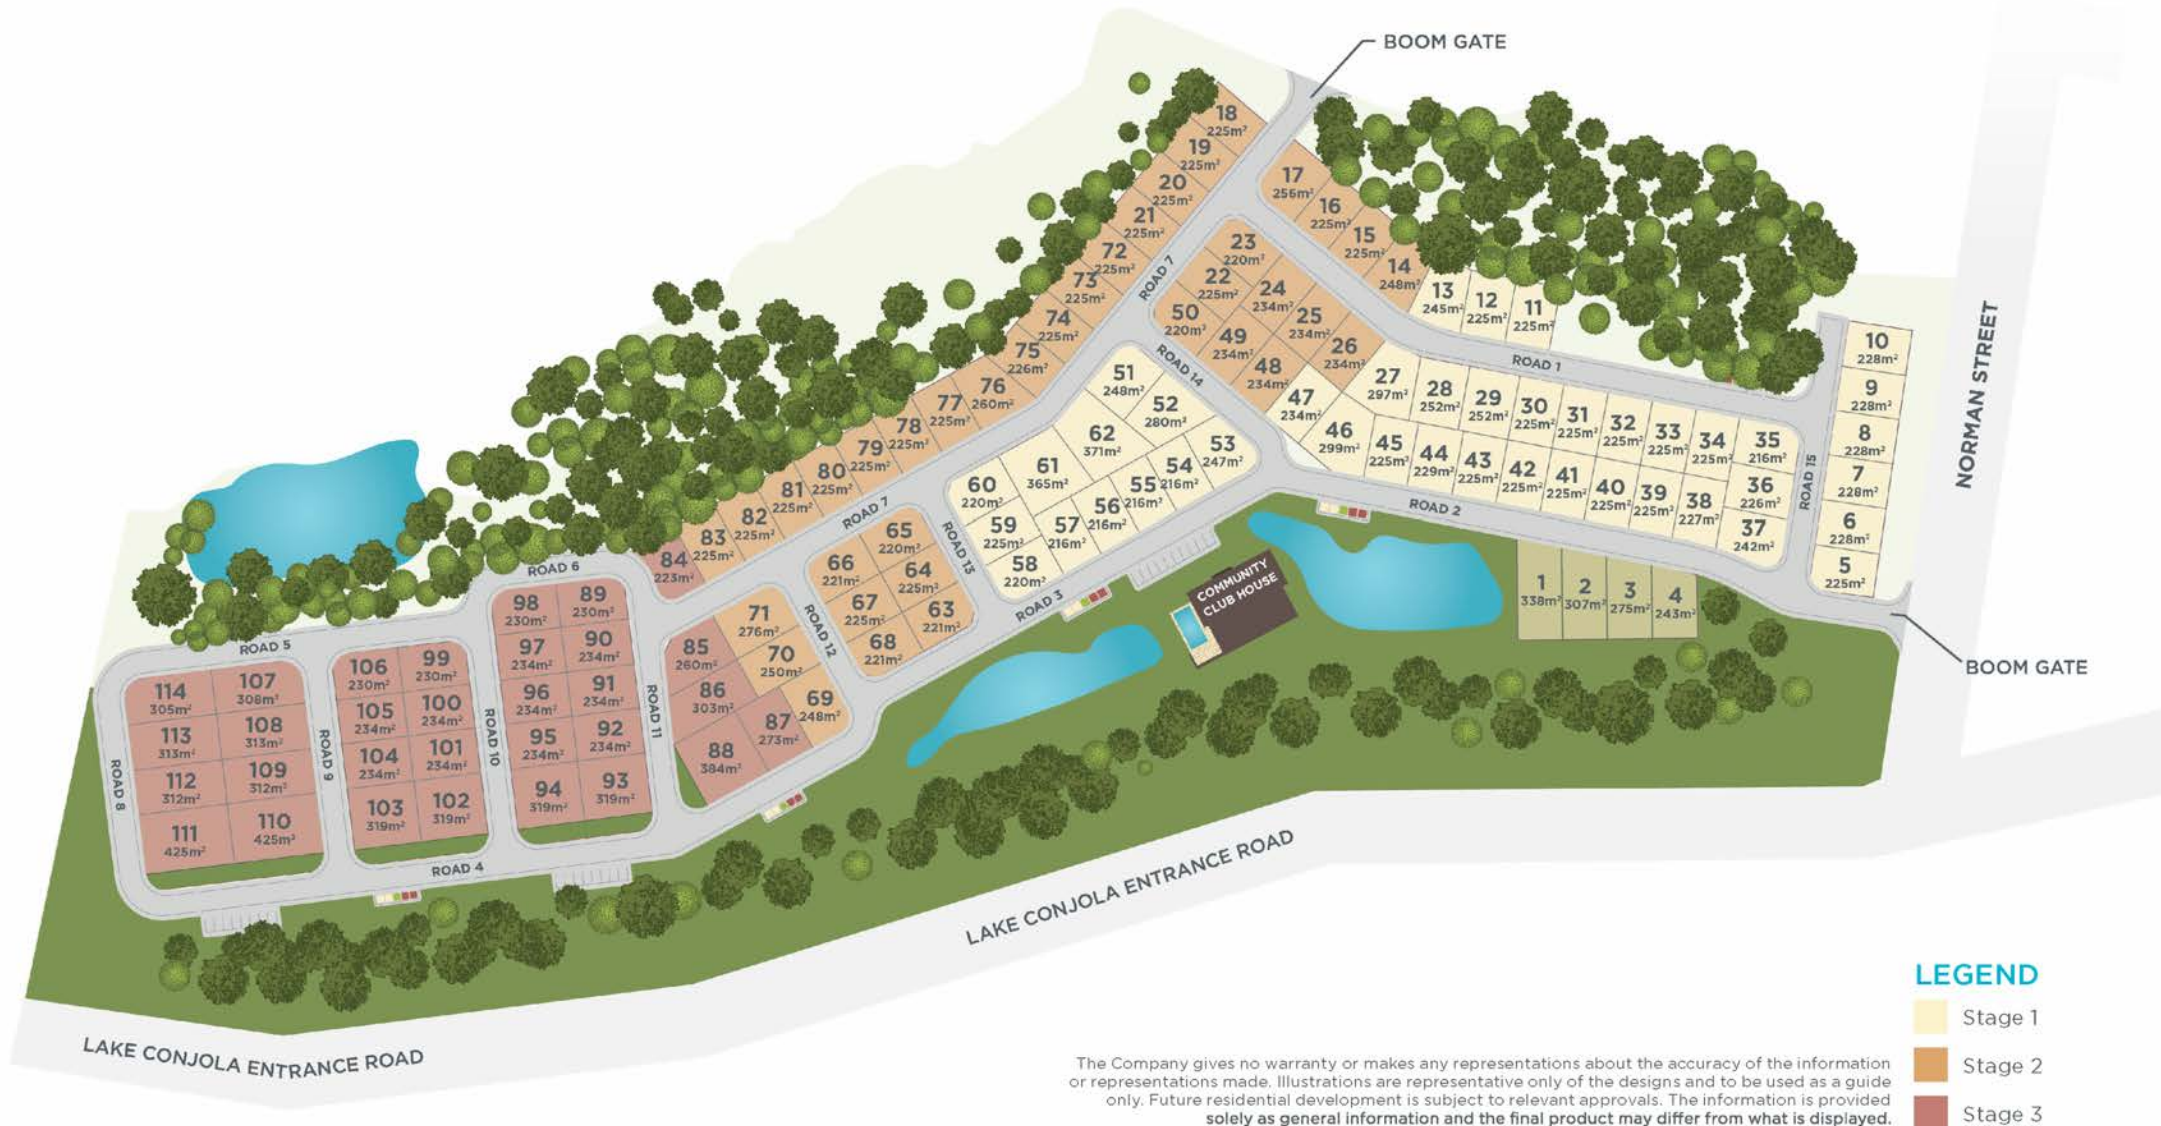 BOOM GATE
18
225m²
19
225m²
20
225m²
21
225m²
72
225m²
73
225m²
74
225m²
75
226m²
76
260m²
77
225m²
78
225m²
79
225m²
80
225m²
81
225m²
82
225m²
83
225m²
84
223m²
17
256m²
16
225m²
15
225m²
14
248m²
13
245m²
12
225m²
11
225m²
ROAD 7
23
220m²
22
225m²
24
234m²
25
234m²
26
234m²
50
220m²
49
234m²
48
234m²
47
234m²
46
299m²
ROAD 14
ROAD 1
27
297m²
28
252m²
29
252m²
30
225m²
31
225m²
32
225m²
33
225m²
34
225m²
35
216m²
36
226m²
37
242m²
45
225m²
44
229m²
43
225m²
42
225m²
41
225m²
40
225m²
39
225m²
38
227m²
ROAD 15
10
228m²
9
228m²
8
228m²
7
228m²
6
228m²
5
225m²
NORMAN STREET
ROAD 2
1
338m²
2
307m²
3
275m²
4
243m²
BOOM GATE
51
248m²
52
280m²
53
247m²
62
371m²
54
216m²
61
365m²
55
216m²
60
220m²
56
216m²
59
225m²
57
216m²
58
220m²
ROAD 7
ROAD 13
ROAD 3
COMMUNITY
CLUB HOUSE
65
220m²
66
221m²
64
225m²
67
225m²
63
221m²
68
221m²
ROAD 12
71
276m²
70
250m²
69
248m²
85
260m²
86
303m²
87
273m²
88
384m²
ROAD 11
ROAD 6
98
230m²
89
230m²
97
234m²
90
234m²
96
234m²
91
234m²
95
234m²
92
234m²
94
319m²
93
319m²
ROAD 10
ROAD 5
106
230m²
99
230m²
105
234m²
100
234m²
104
234m²
101
234m²
103
319m²
102
319m²
ROAD 9
114
305m²
107
308m²
113
313m²
108
313m²
112
312m²
109
312m²
111
425m²
110
425m²
ROAD 8
ROAD 4
LAKE CONJOLA ENTRANCE ROAD
LAKE CONJOLA ENTRANCE ROAD
LEGEND
Stage 1
Stage 2
Stage 3
The Company gives no warranty or makes any representations about the accuracy of the information
or representations made. Illustrations are representative only of the designs and to be used as a guide
only. Future residential development is subject to relevant approvals. The information is provided
solely as general information and the final product may differ from what is displayed.